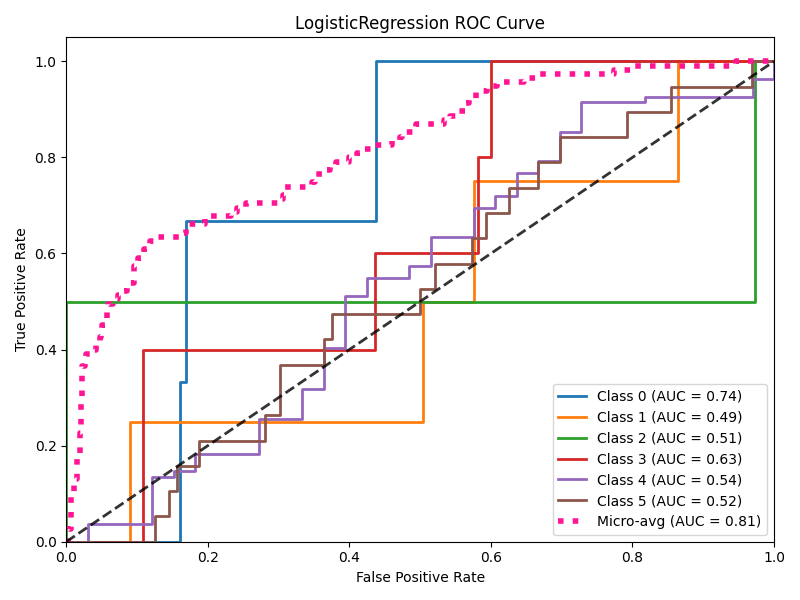 LogisticRegression ROC Curve
True Positive Rate
1.0
0.8
0.6
0.4
0.2
0.0
Class 0 (AUC = 0.74)
Class 1 (AUC = 0.49)
Class 2 (AUC = 0.51)
Class 3 (AUC = 0.63)
Class 4 (AUC = 0.54)
Class 5 (AUC = 0.52)
Micro-avg (AUC = 0.81)
0.0 0.2 0.4 0.6 0.8 1.0
False Positive Rate